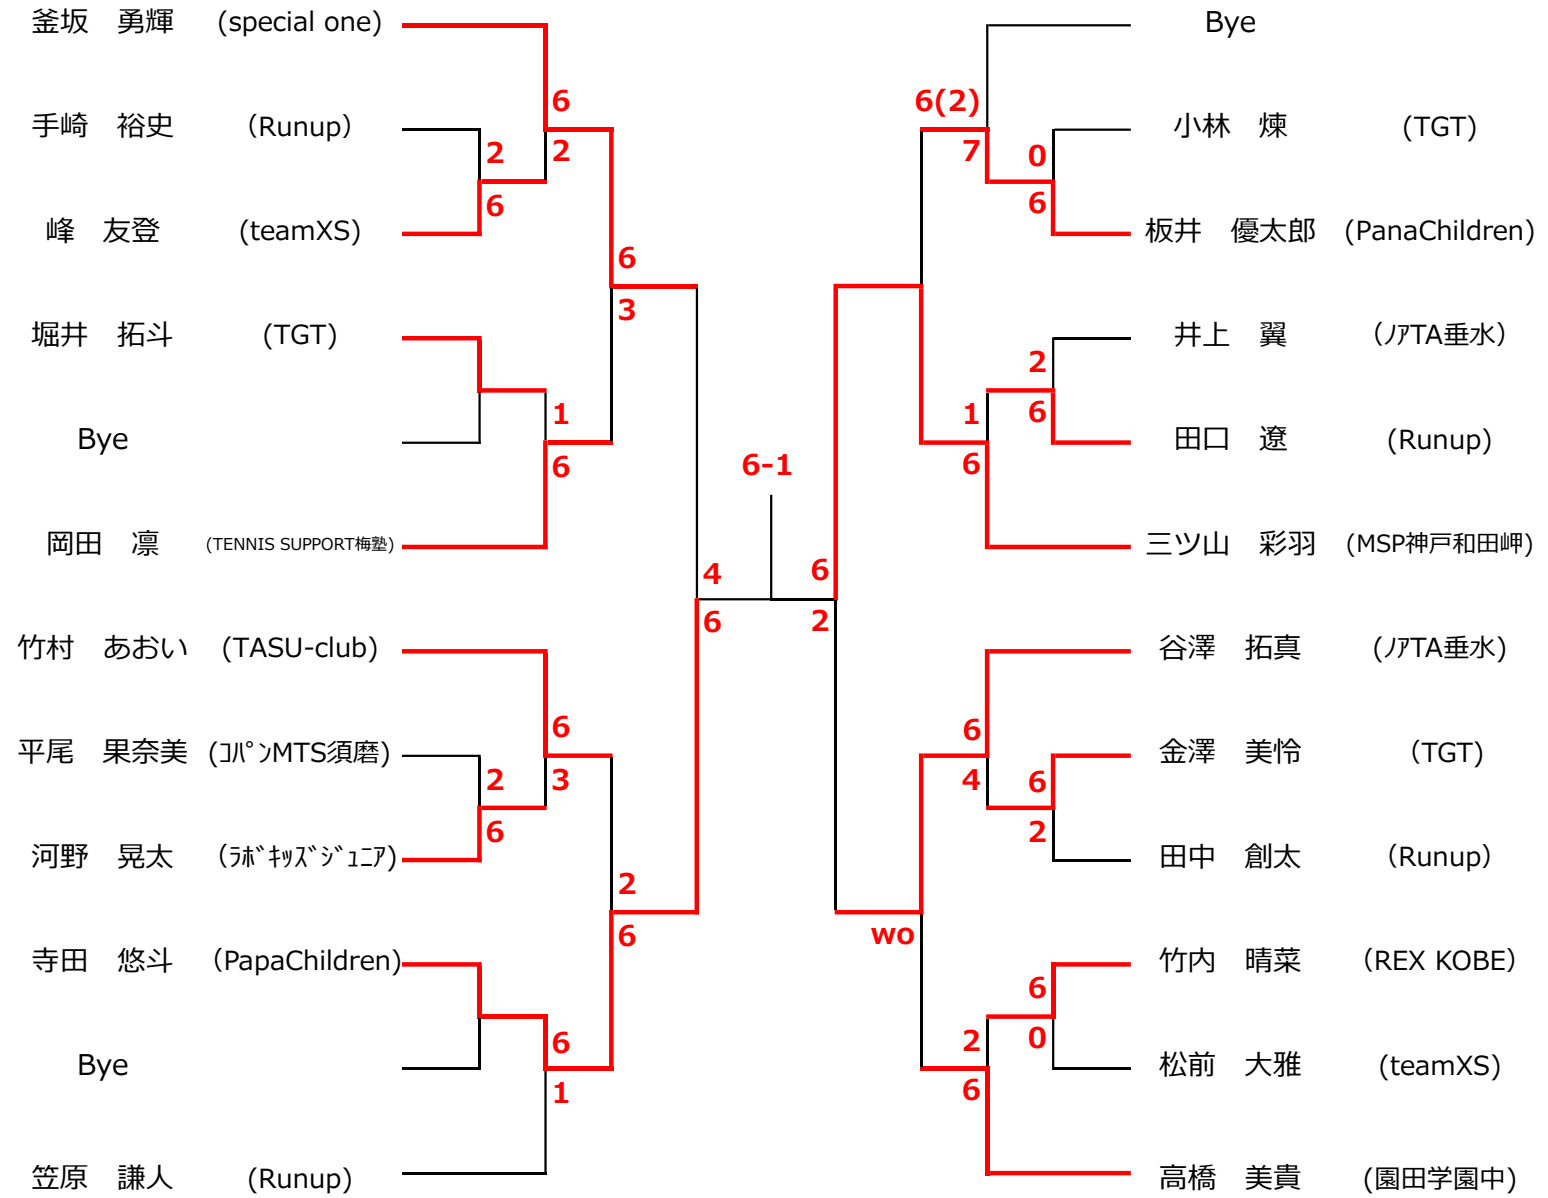 釜坂　勇輝 (special one) Bye
6 6(2)
手崎　裕史 (Runup) 小林　煉 (TGT)
2 2 7 0
6 6
峰　友登 (teamXS) 板井　優太郎 (PanaChildren)
6
3
堀井　拓斗 (TGT) 井上　翼 (ﾉｱTA垂水)
2
1 1 6
Bye 田口　遼 (Runup)
6 6-1 6
岡田　凛 (TENNIS SUPPORT梅塾) 三ツ山　彩羽 (MSP神戸和田岬)
4 6
6 2
竹村　あおい (TASU-club) 谷澤　拓真 (ﾉｱTA垂水)
6 6
平尾　果奈美 (ｺﾊﾟﾝMTS須磨) 金澤　美怜 (TGT)
2 3 4 6
6 2
河野　晃太 (ﾗﾎﾞｷｯｽﾞｼﾞｭﾆｱ) 田中　創太 (Runup)
2
6 wo
寺田　悠斗 (PapaChildren) 竹内　晴菜 (REX KOBE)
6
6 2 0
Bye 松前　大雅 (teamXS)
1 6
笠原　謙人 (Runup) 高橋　美貴 (園田学園中)